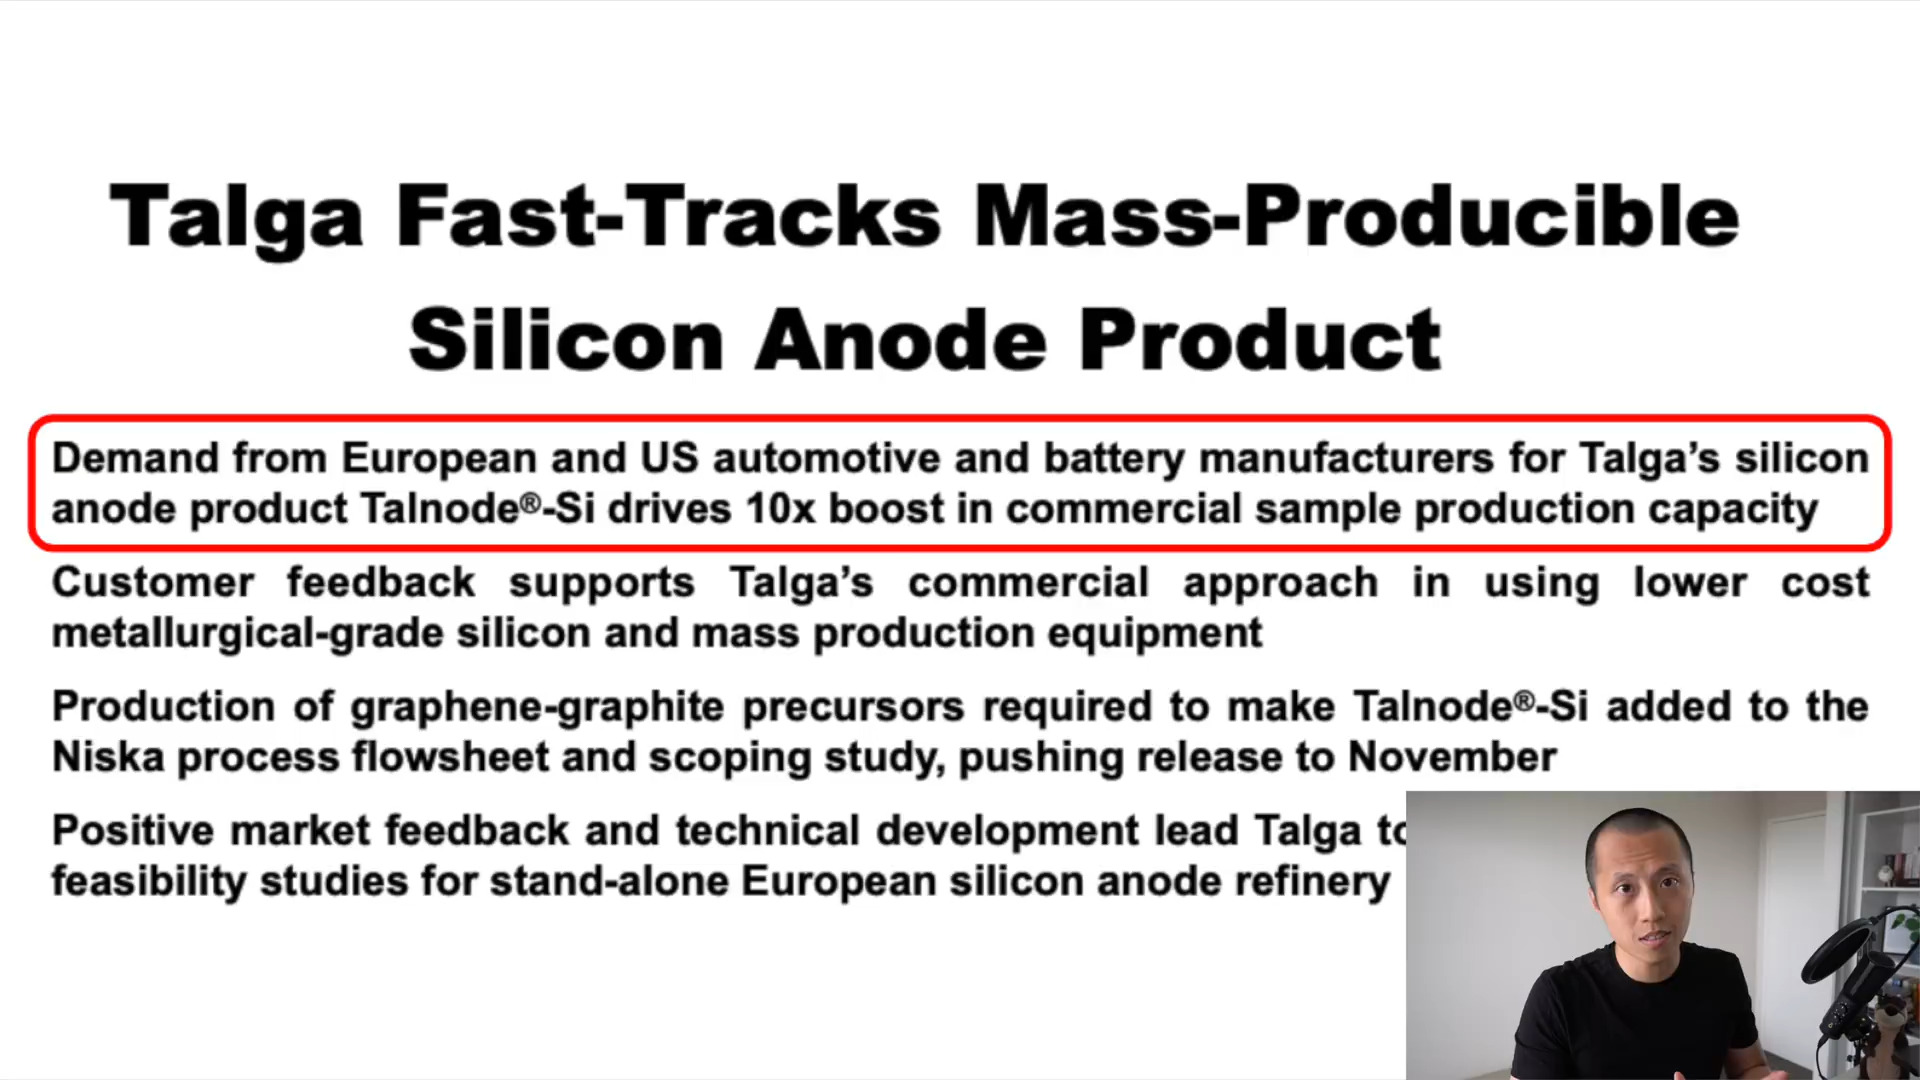 Talga Fast-Tracks Mass-Producible
Silicon Anode Product
Demand from European and US automotive and battery manufacturers for Talga’s silicon
anode product Talnode®-Si drives 10x boost in commercial sample production capacity
Customer feedback supports Talga’s commercial approach in using lower cost
metallurgical-grade silicon and mass production equipment
Production of graphene-graphite precursors required to make Talnode®-Si added to the
Niska process flowsheet and scoping study, pushing release to November
Positive market feedback and technical development lead Talga to
feasibility studies for stand-alone European silicon anode refinery